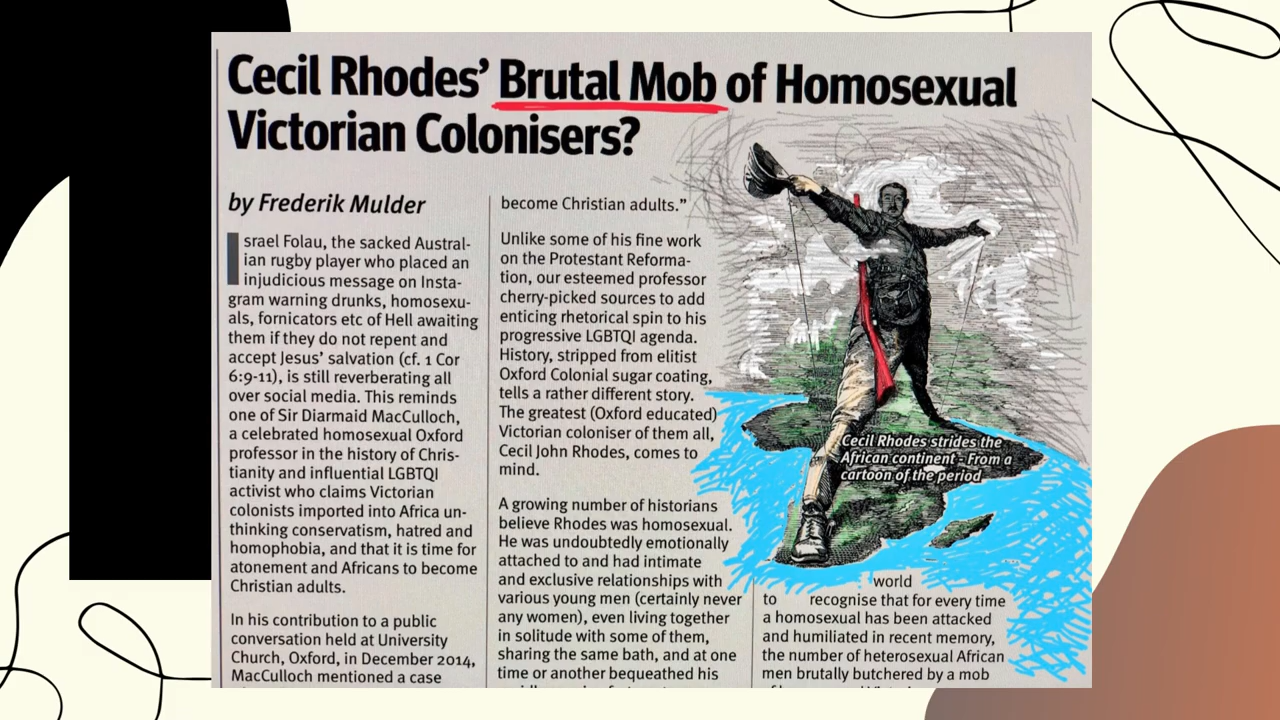 Cecil Rhodes' Brutal Mob of Homosexual
Victorian Colonisers?
by Frederik Mulder
Israel Folau, the sacked Austral-
ian rugby player who placed an
injudicious message on Insta-
gram warning drunks, homosexu-
als, fornicators etc of Hell awaiting
them if they do not repent and
accept Jesus' salvation (cf. 1 Cor
6:9-11), is still reverberating all
over social media. This reminds
one of Sir Diarmaid MacCulloch,
a celebrated homosexual Oxford
professor in the history of Chris-
tianity and influential LGBTQI
activist who claims Victorian
colonists imported into Africa un-
thinking conservatism, hatred and
homophobia, and that it is time for
atonement and Africans to become
Christian adults.
In his contribution to a public
conversation held at University
Church, Oxford, in December 2014,
MacCulloch mentioned a case
become Christian adults."
Unlike some of his fine work
on the Protestant Reforma-
tion, our esteemed professor
cherry-picked sources to add
enticing rhetorical spin to his
progressive LGBTQI agenda.
History, stripped from elitist
Oxford Colonial sugar coating,
tells a rather different story.
The greatest (Oxford educated)
Victorian coloniser of them all,
Cecil John Rhodes, comes to
mind.
A growing number of historians
believe Rhodes was homosexual.
He was undoubtedly emotionally
attached to and had intimate
and exclusive relationships with
various young men (certainly never
any women), even living together
in solitude with some of them,
sharing the same bath, and at one
time or another bequeathed his
Cecil Rhodes strides the
African continent - From a
cartoon of the period
world
to recognise that for every time
a homosexual has been attacked
and humiliated in recent memory,
the number of heterosexual African
men brutally butchered by a mob